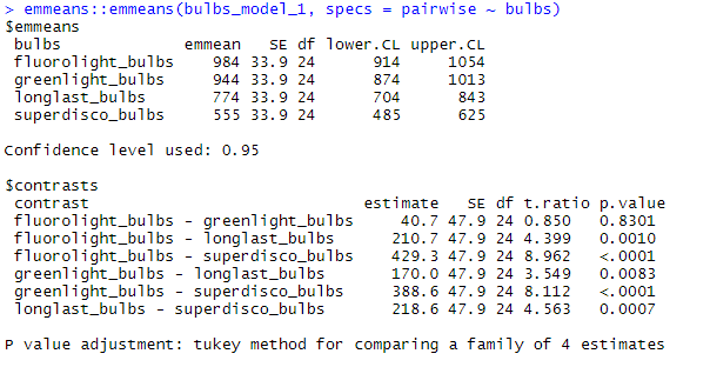 > emmeans::emmeans(bulbs_model_1, specs = pairwise ~ bulbs)
$emmeans
 bulbs             emmean   SE df lower.CL upper.CL
 fluorolight_bulbs    984 33.9 24      914     1054
 greenlight_bulbs     944 33.9 24      874     1013
 longlast_bulbs       774 33.9 24      704      843
 superdisco_bulbs     555 33.9 24      485      625

Confidence level used: 0.95

$contrasts
 contrast                             estimate   SE df t.ratio p.value
 fluorolight_bulbs - greenlight_bulbs     40.7 47.9 24 0.850   0.8301
 fluorolight_bulbs - longlast_bulbs      210.7 47.9 24 4.399   0.0010
 fluorolight_bulbs - superdisco_bulbs    429.3 47.9 24 8.962   <.0001
 greenlight_bulbs - longlast_bulbs       170.0 47.9 24 3.549   0.0083
 greenlight_bulbs - superdisco_bulbs     388.6 47.9 24 8.112   <.0001
 longlast_bulbs - superdisco_bulbs       218.6 47.9 24 4.563   0.0007

P value adjustment: tukey method for comparing a family of 4 estimates